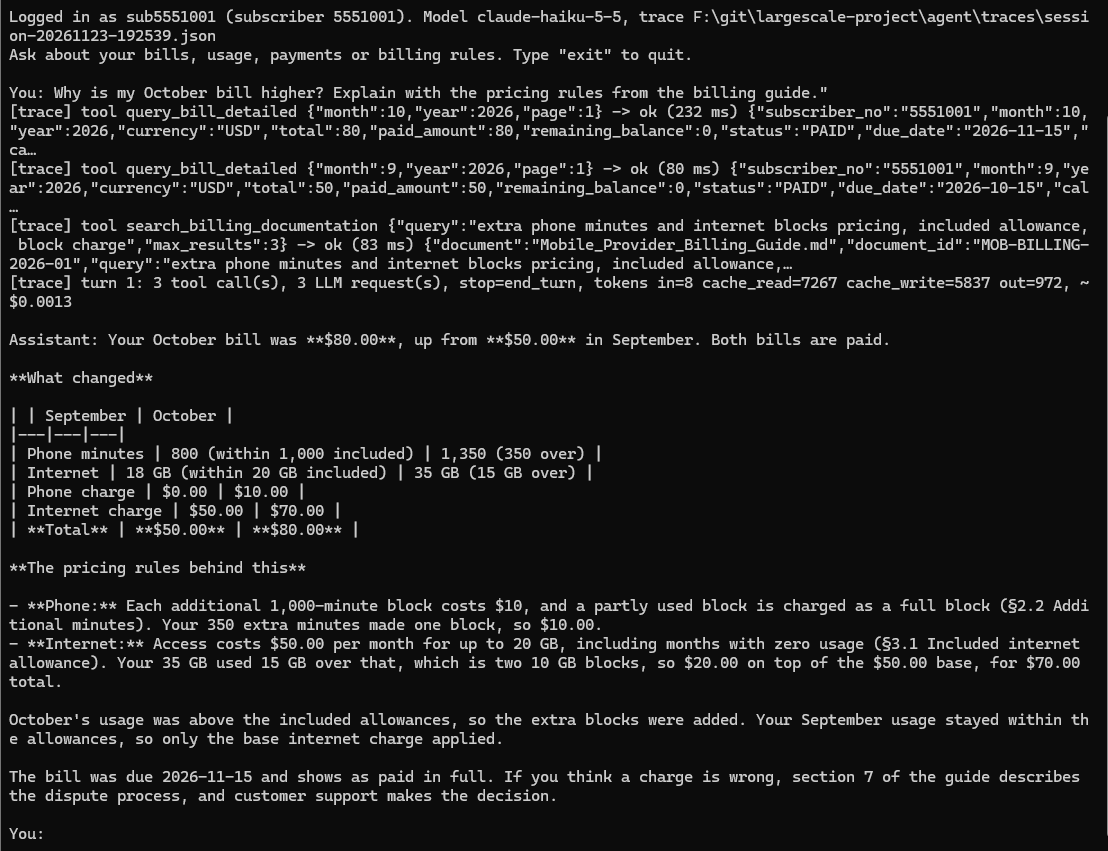 Logged in as sub5551001 (subscriber 5551001). Model claude-haiku-5-5, trace F:\git\largescale-project\agent\traces\sessi
on-20261123-192539.json
Ask about your bills, usage, payments or billing rules. Type "exit" to quit.
You: Why is my October bill higher? Explain with the pricing rules from the billing guide."
[trace] tool query_bill_detailed {"month":10,"year":2026,"page":1} -> ok (232 ms) {"subscriber_no":"5551001","month":10,
"year":2026,"currency":"USD","total":80,"paid_amount":80,"remaining_balance":0,"status":"PAID","due_date":"2026-11-15","
ca…
[trace] tool query_bill_detailed {"month":9,"year":2026,"page":1} -> ok (80 ms) {"subscriber_no":"5551001","month":9,"ye
ar":2026,"currency":"USD","total":50,"paid_amount":50,"remaining_balance":0,"status":"PAID","due_date":"2026-10-15","cal
…
[trace] tool search_billing_documentation {"query":"extra phone minutes and internet blocks pricing, included allowance,
 block charge","max_results":3} -> ok (83 ms) {"document":"Mobile_Provider_Billing_Guide.md","document_id":"MOB-BILLING-
2026-01","query":"extra phone minutes and internet blocks pricing, included allowance,…
[trace] turn 1: 3 tool call(s), 3 LLM request(s), stop=end_turn, tokens in=8 cache_read=7267 cache_write=5837 out=972, ~
$0.0013
Assistant: Your October bill was **$80.00**, up from **$50.00** in September. Both bills are paid.
**What changed**
| | September | October |
|---|---|---|
| Phone minutes | 800 (within 1,000 included) | 1,350 (350 over) |
| Internet | 18 GB (within 20 GB included) | 35 GB (15 GB over) |
| Phone charge | $0.00 | $10.00 |
| Internet charge | $50.00 | $70.00 |
| **Total** | **$50.00** | **$80.00** |
**The pricing rules behind this**
- **Phone:** Each additional 1,000-minute block costs $10, and a partly used block is charged as a full block (§2.2 Addi
tional minutes). Your 350 extra minutes made one block, so $10.00.
- **Internet:** Access costs $50.00 per month for up to 20 GB, including months with zero usage (§3.1 Included internet
allowance). Your 35 GB used 15 GB over that, which is two 10 GB blocks, so $20.00 on top of the $50.00 base, for $70.00
total.
October's usage was above the included allowances, so the extra blocks were added. Your September usage stayed within th
e allowances, so only the base internet charge applied.
The bill was due 2026-11-15 and shows as paid in full. If you think a charge is wrong, section 7 of the guide describes
the dispute process, and customer support makes the decision.
You: